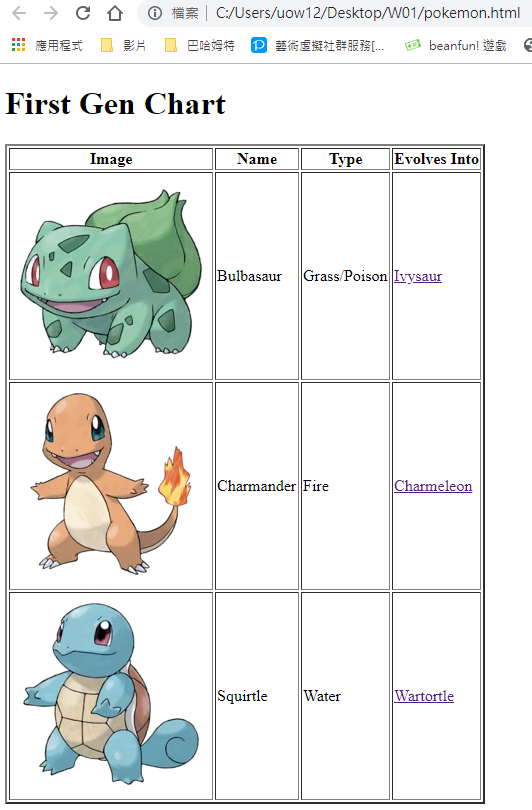 檔案 | C:/Users/uow12/Desktop/W01/pokemon.html
應用程式 影片 巴哈姆特 藝術虛擬社群服務[... beanfun! 遊戲
First Gen Chart
Image Name Type Evolves Into
Bulbasaur Grass/Poison Ivysaur
Charmander Fire Charmeleon
Squirtle Water Wartortle